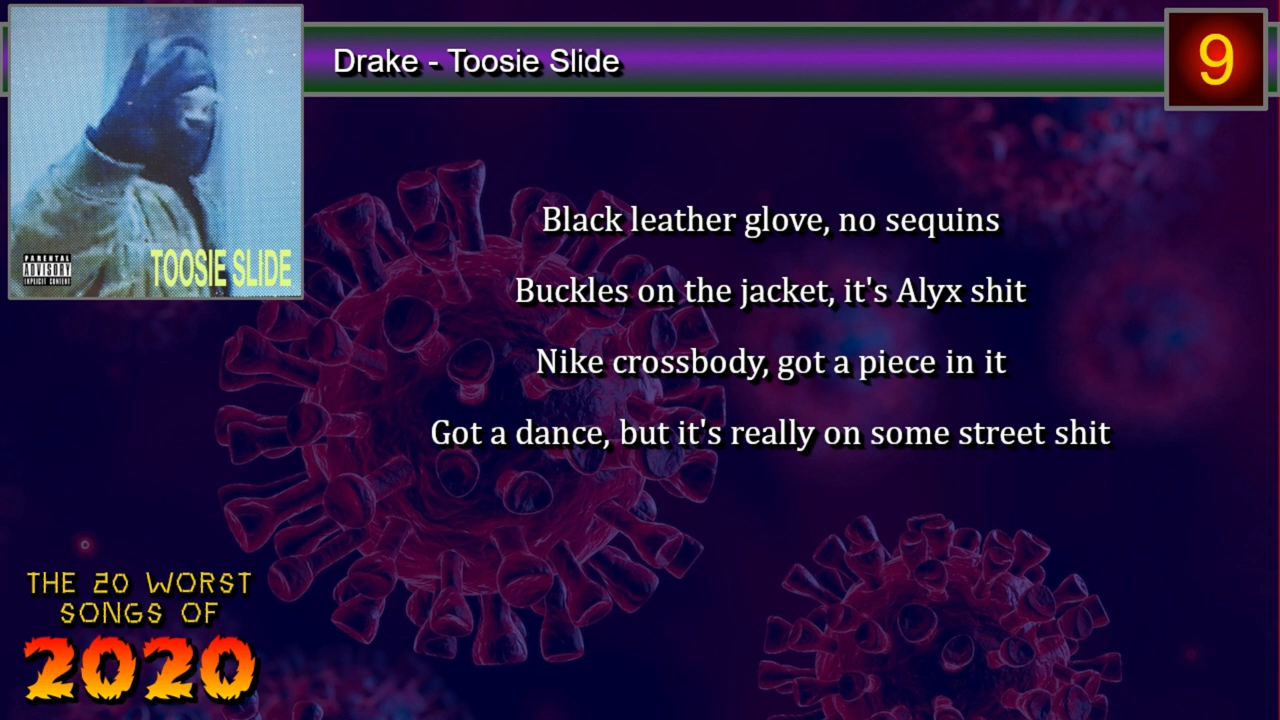 Drake - Toosie Slide
9
PARENTAL
ADVISORY
EXPLICIT CONTENT
TOOSIE SLIDE
Black leather glove, no sequins
Buckles on the jacket, it's Alyx shit
Nike crossbody, got a piece in it
Got a dance, but it's really on some street shit
THE 20 WORST
SONGS OF
2020